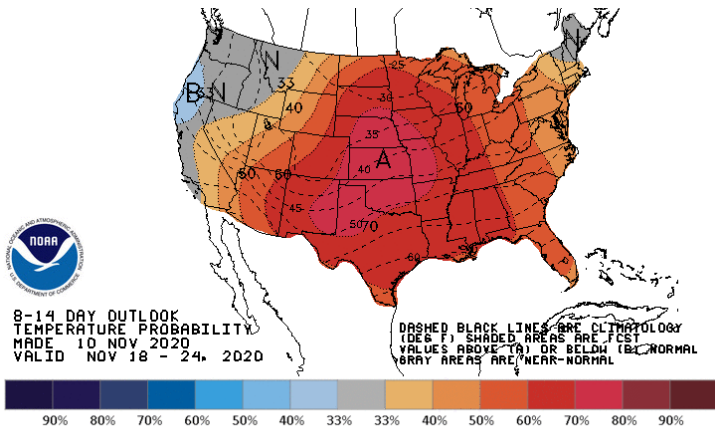 N
N
25
33
B 33 N
40
30
50
35
A
40
50 60
45
50 70
60
NATIONAL OCEANIC AND ATMOSPHERIC ADMINISTRATION
NOAA
U.S. DEPARTMENT OF COMMERCE
8-14 DAY OUTLOOK
TEMPERATURE PROBABILITY
MADE 10 NOV 2020
VALID NOV 18 - 24, 2020
DASHED BLACK LINES ARE CLIMATOLOGY
(DEG F) SHADED AREAS ARE FCST
VALUES ABOVE (A) OR BELOW (B) NORMAL
GRAY AREAS ARE NEAR-NORMAL
90% 80% 70% 60% 50% 40% 33% 33% 40% 50% 60% 70% 80% 90%